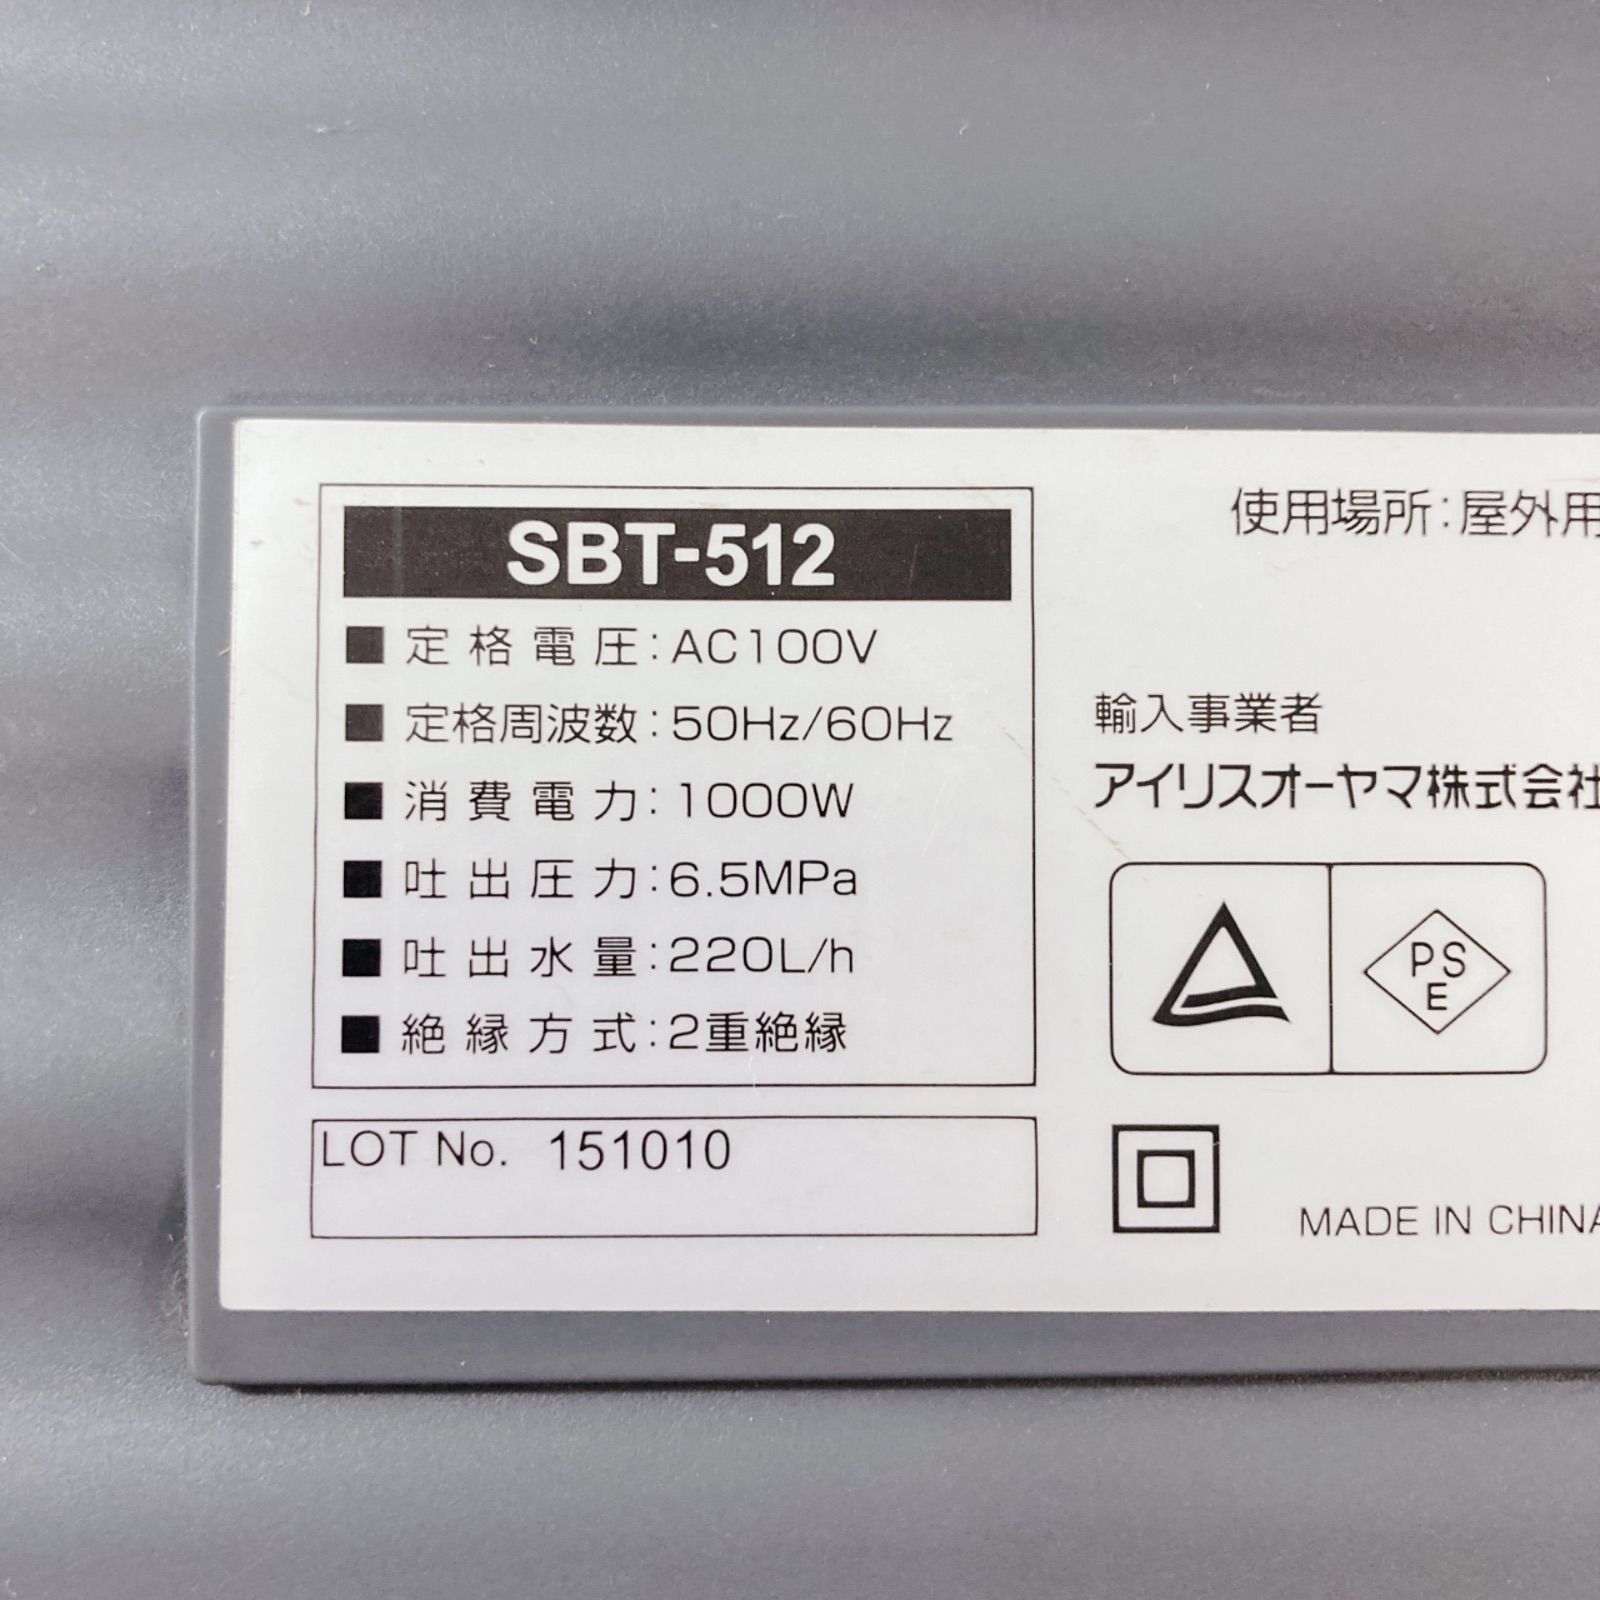 SBT-512
■定格電圧:AC100V
■定格周波数:50Hz/60Hz
■消費電力:1000W
■吐出圧力:6.5MPa
■吐出水量:220L/h
■絶縁方式:2重絶縁
LOT No. 151010
使用場所:屋外用
輸入事業者
アイリスオーヤマ株式会社
PS
E
MADE IN CHINA